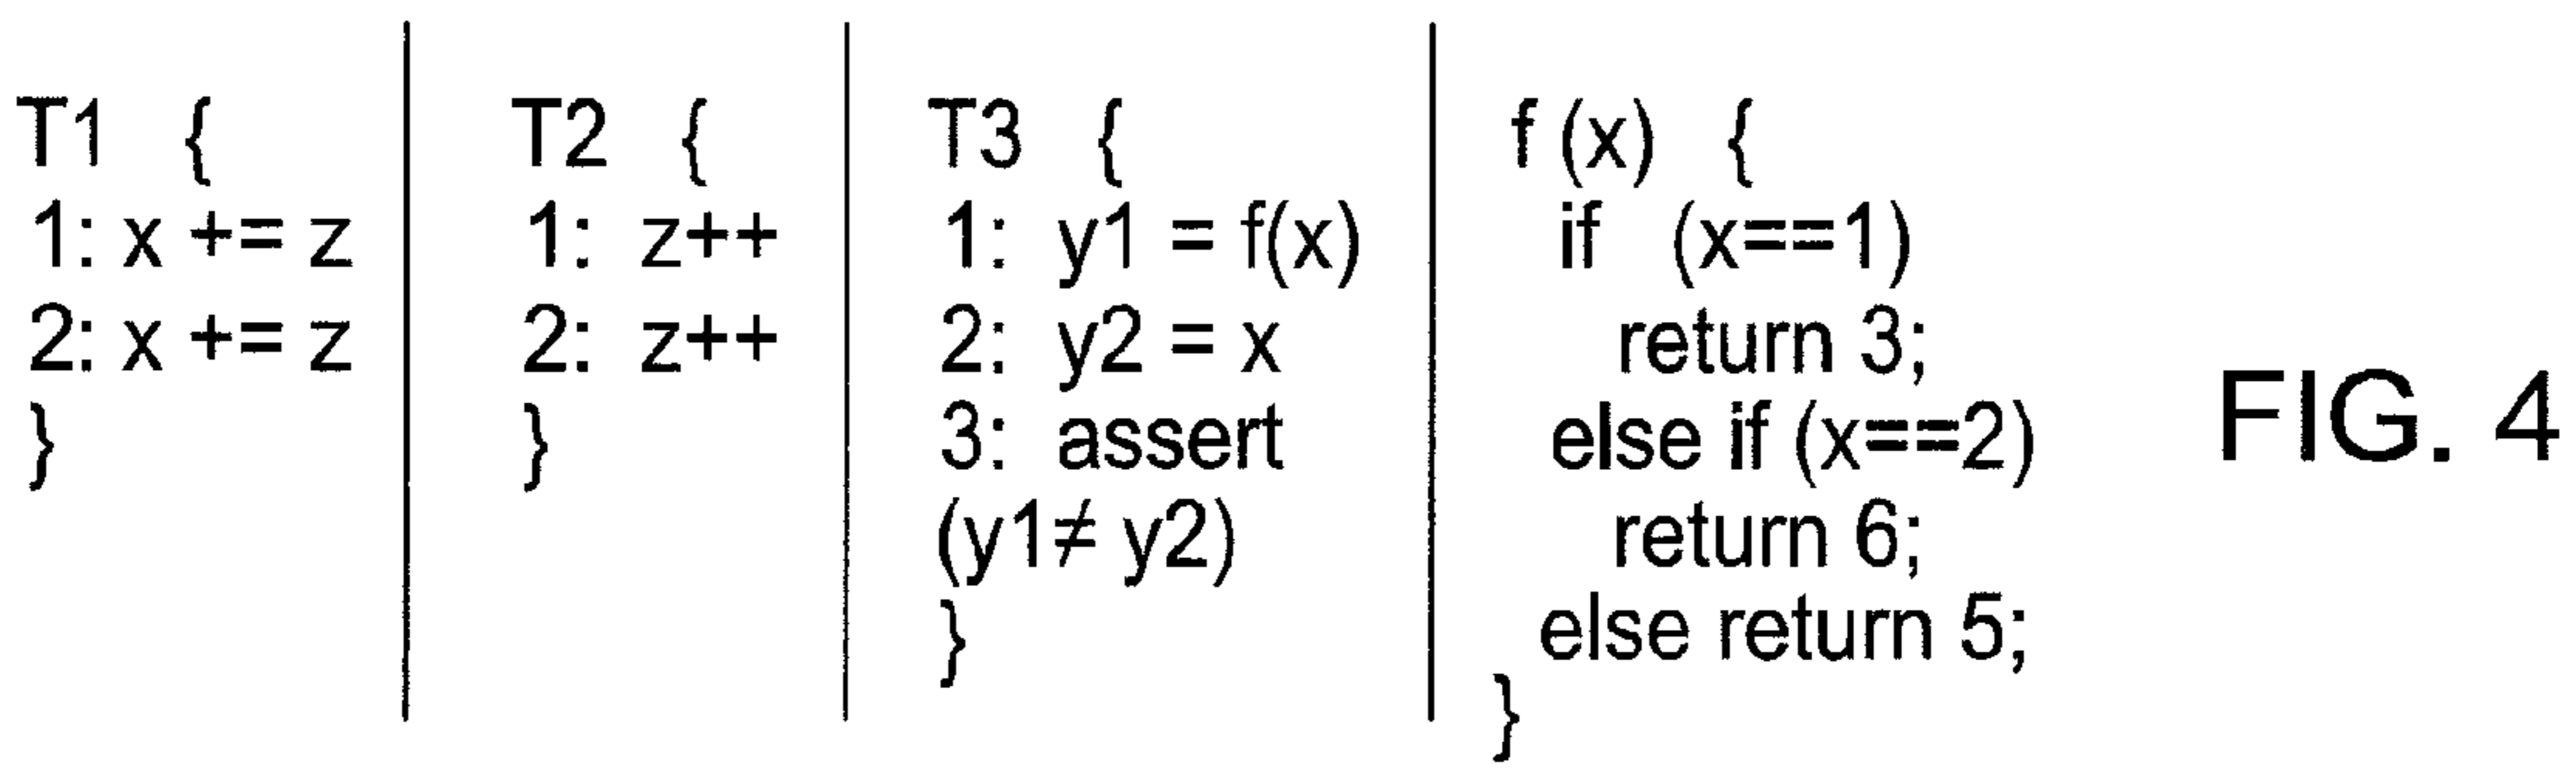 T1 {
1: x += z
2: x += z
}
T2 {
1: z++
2: z++
}
T3 {
1: y1 = f(x)
2: y2 = x
3: assert
(y1≠ y2)
}
f (x) {
if (x==1)
return 3;
else if (x==2)
return 6;
else return 5;
}
FIG. 4